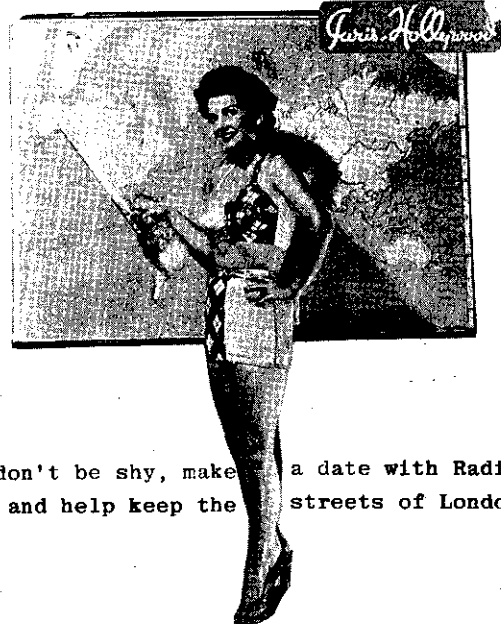 Paris-Hollywood
don't be shy, make a date with Radi
and help keep the streets of Londo